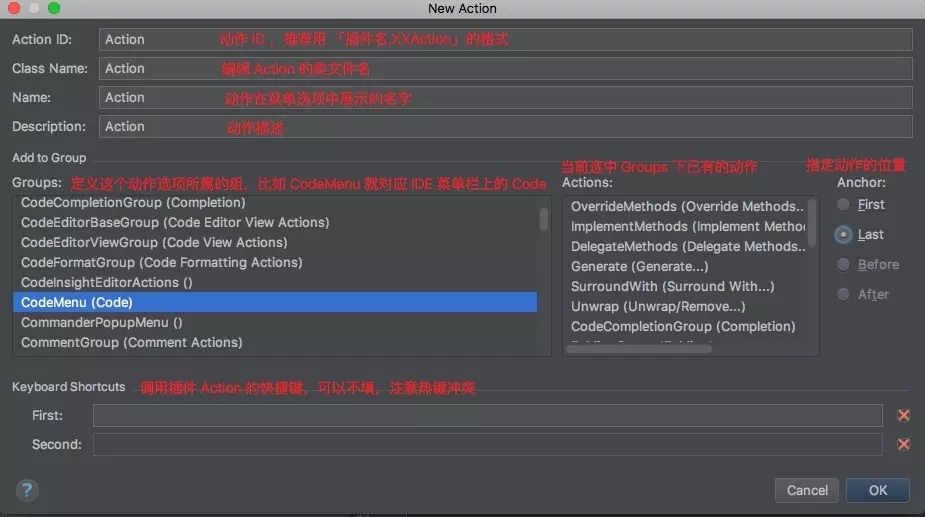 New Action
Action ID: Action 动作 ID ，推荐用 「插件名.XXAction」的格式
Class Name: Action 编辑 Action 的类文件名
Name: Action 动作在菜单选项中展示的名字
Description: Action 动作描述
Add to Group
当前选中 Groups 下已有的动作 指定动作的位置
Groups: 定义这个动作选项所属的组，比如 CodeMenu 就对应 IDE 菜单栏上的 Code
Actions: Anchor:
CodeCompletionGroup (Completion)
CodeEditorBaseGroup (Code Editor View Actions)
CodeEditorViewGroup (Code View Actions)
CodeFormatGroup (Code Formatting Actions)
CodeInsightEditorActions ()
CodeMenu (Code)
CommanderPopupMenu ()
CommentGroup (Comment Actions)
OverrideMethods (Override Methods..
ImplementMethods (Implement Metho
DelegateMethods (Delegate Methods..
Generate (Generate...)
SurroundWith (Surround With...)
Unwrap (Unwrap/Remove...)
CodeCompletionGroup (Completion)
First
Last
Before
After
Keyboard Shortcuts 调用插件 Action 的快捷键，可以不填，注意热键冲突
First:
Second:
?
Cancel OK